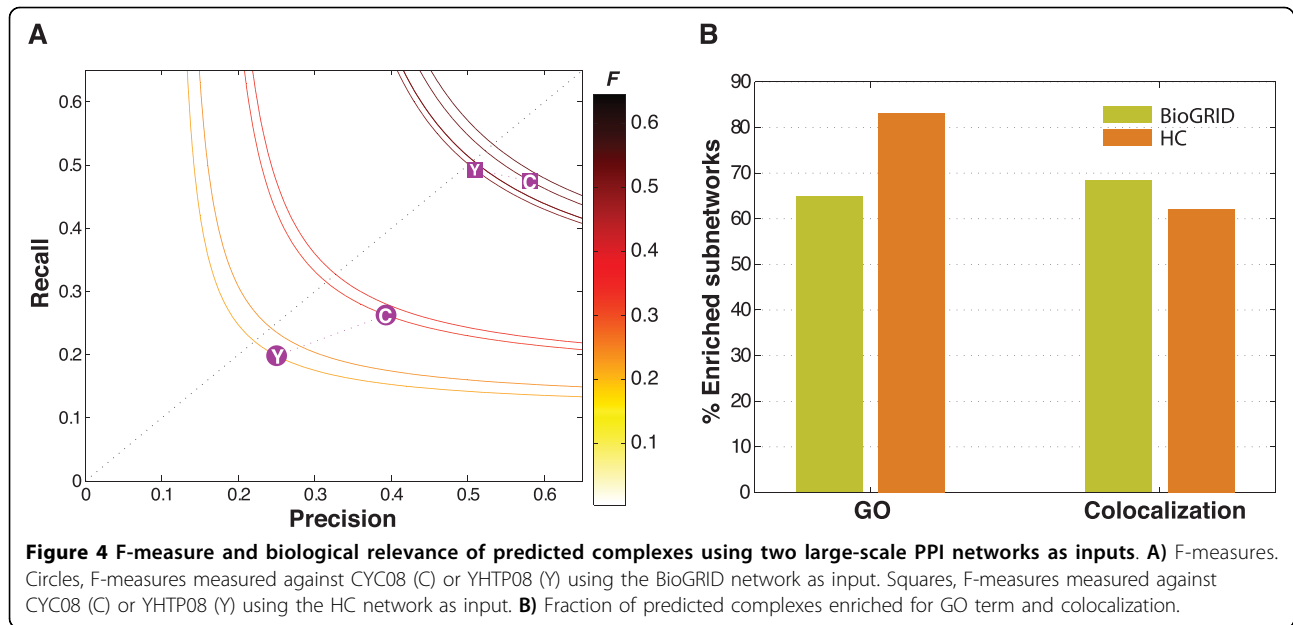 A
B
F
Recall
0.6
0.5
0.4
0.3
0.2
0.1
0
0 0.1 0.2 0.3 0.4 0.5 0.6
Precision
Y
C
C
Y
0.6
0.5
0.4
0.3
0.2
0.1
% Enriched subnetworks
90
80
70
60
50
40
30
20
10
0
BioGRID
HC
GO
Colocalization
Figure 4 F-measure and biological relevance of predicted complexes using two large-scale PPI networks as inputs. A) F-measures.
Circles, F-measures measured against CYC08 (C) or YHTP08 (Y) using the BioGRID network as input. Squares, F-measures measured against
CYC08 (C) or YHTP08 (Y) using the HC network as input. B) Fraction of predicted complexes enriched for GO term and colocalization.